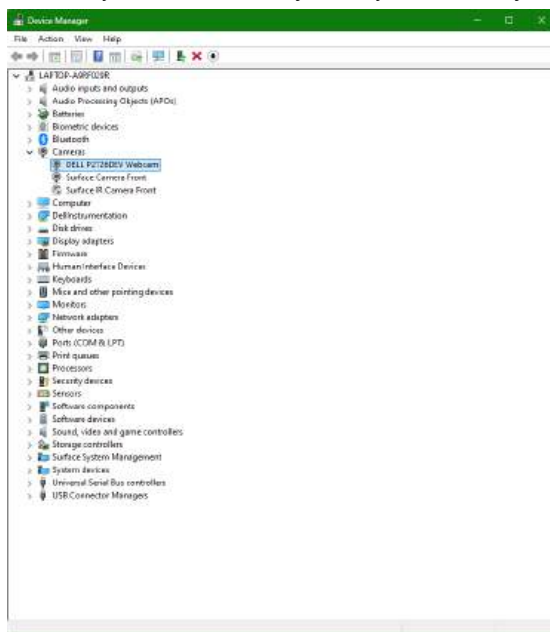 Device Manager
File Action View Help
Audio inputs and outputs
Audio Processing Objects (APOs)
Batteries
Biometric devices
Bluetooth
Cameras
Webcam
Surface Camera Front
Surface IR Camera Front
Computer
DellInstrumentation
Disk drives
Display adapters
Firmware
Human Interface Devices
Keyboards
Mice and other pointing devices
Monitors
Network adapters
Other devices
Ports (COM & LPT)
Print queues
Processors
Security devices
Sensors
Software components
Software devices
Sound, video and game controllers
Storage controllers
Surface System Management
System devices
Universal Serial Bus controllers
USB Connector Managers